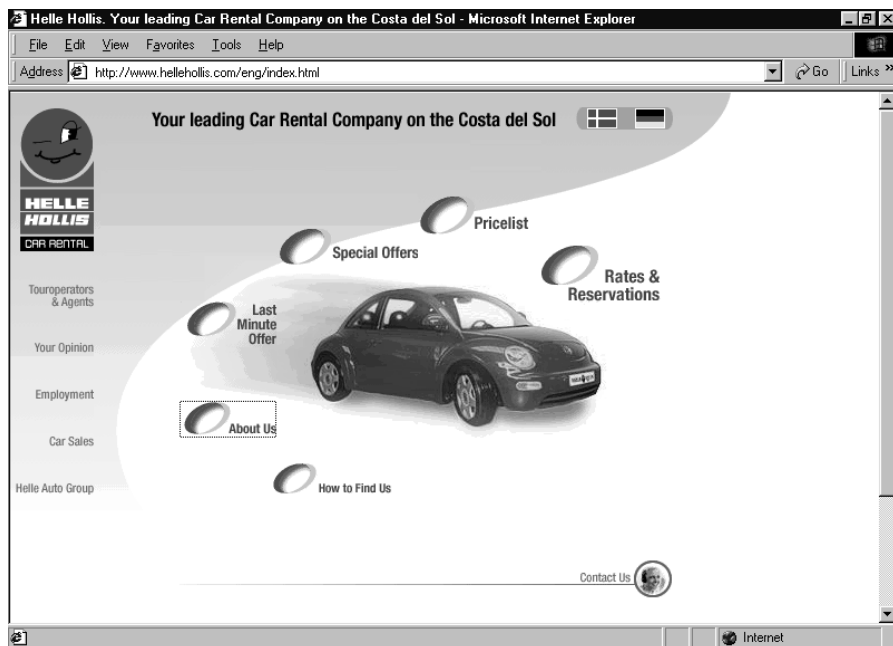 Helle Hollis. Your leading Car Rental Company on the Costa del Sol - Microsoft Internet Explorer
File Edit View Favorites Tools Help
Address http://www.hellehollis.com/eng/index.html Go Links »
Your leading Car Rental Company on the Costa del Sol
HELLE
HOLLIS
CAR RENTAL
Pricelist
Special Offers
Rates &
Reservations
Touroperators
& Agents
Last
Minute
Offer
Your Opinion
Employment
About Us
Car Sales
Helle Auto Group
How to Find Us
Contact Us
Internet